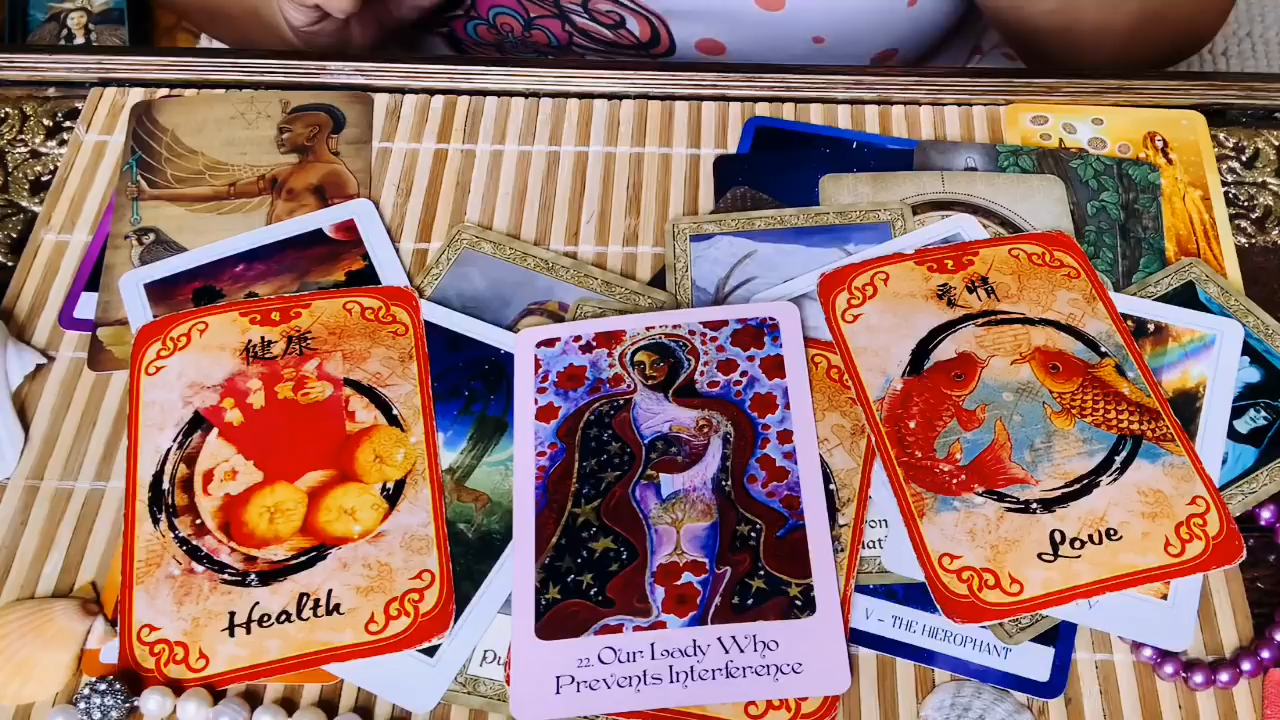 健康
Health
22. Our Lady Who
Prevents Interference
愛情
Love
V - THE HIEROPHANT